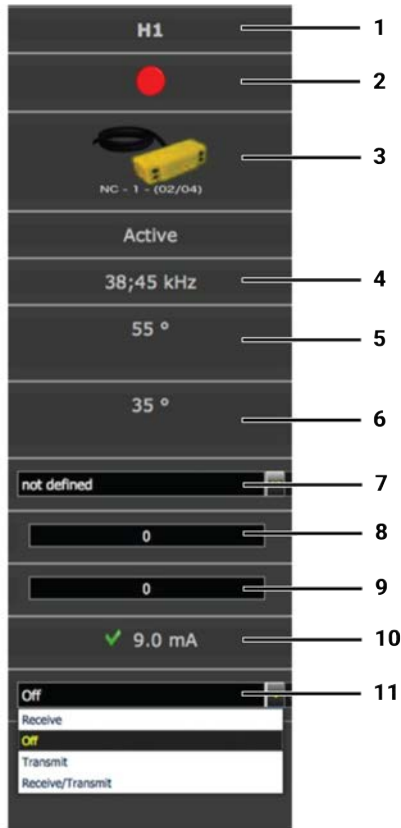 H1 1
2
3
NC - 1 - (02/04)
Active
38;45 kHz 4
55 ° 5
35 ° 6
not defined 7
0 8
0 9
9.0 mA 10
Off 11
Receive
Off
Transmit
Receive/Transmit